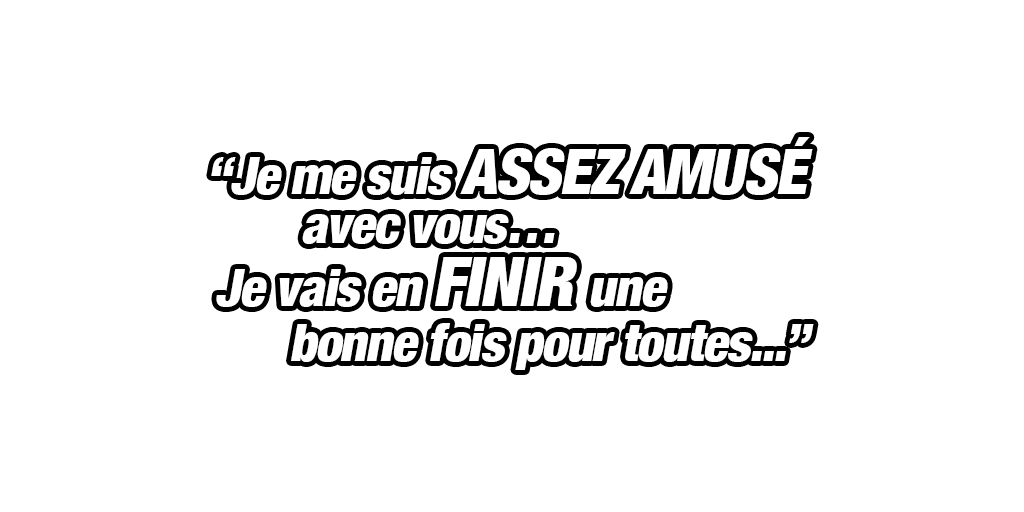 “Je me suis ASSEZ AMUSÉ
avec vous...
Je vais en FINIR une
bonne fois pour toutes...”